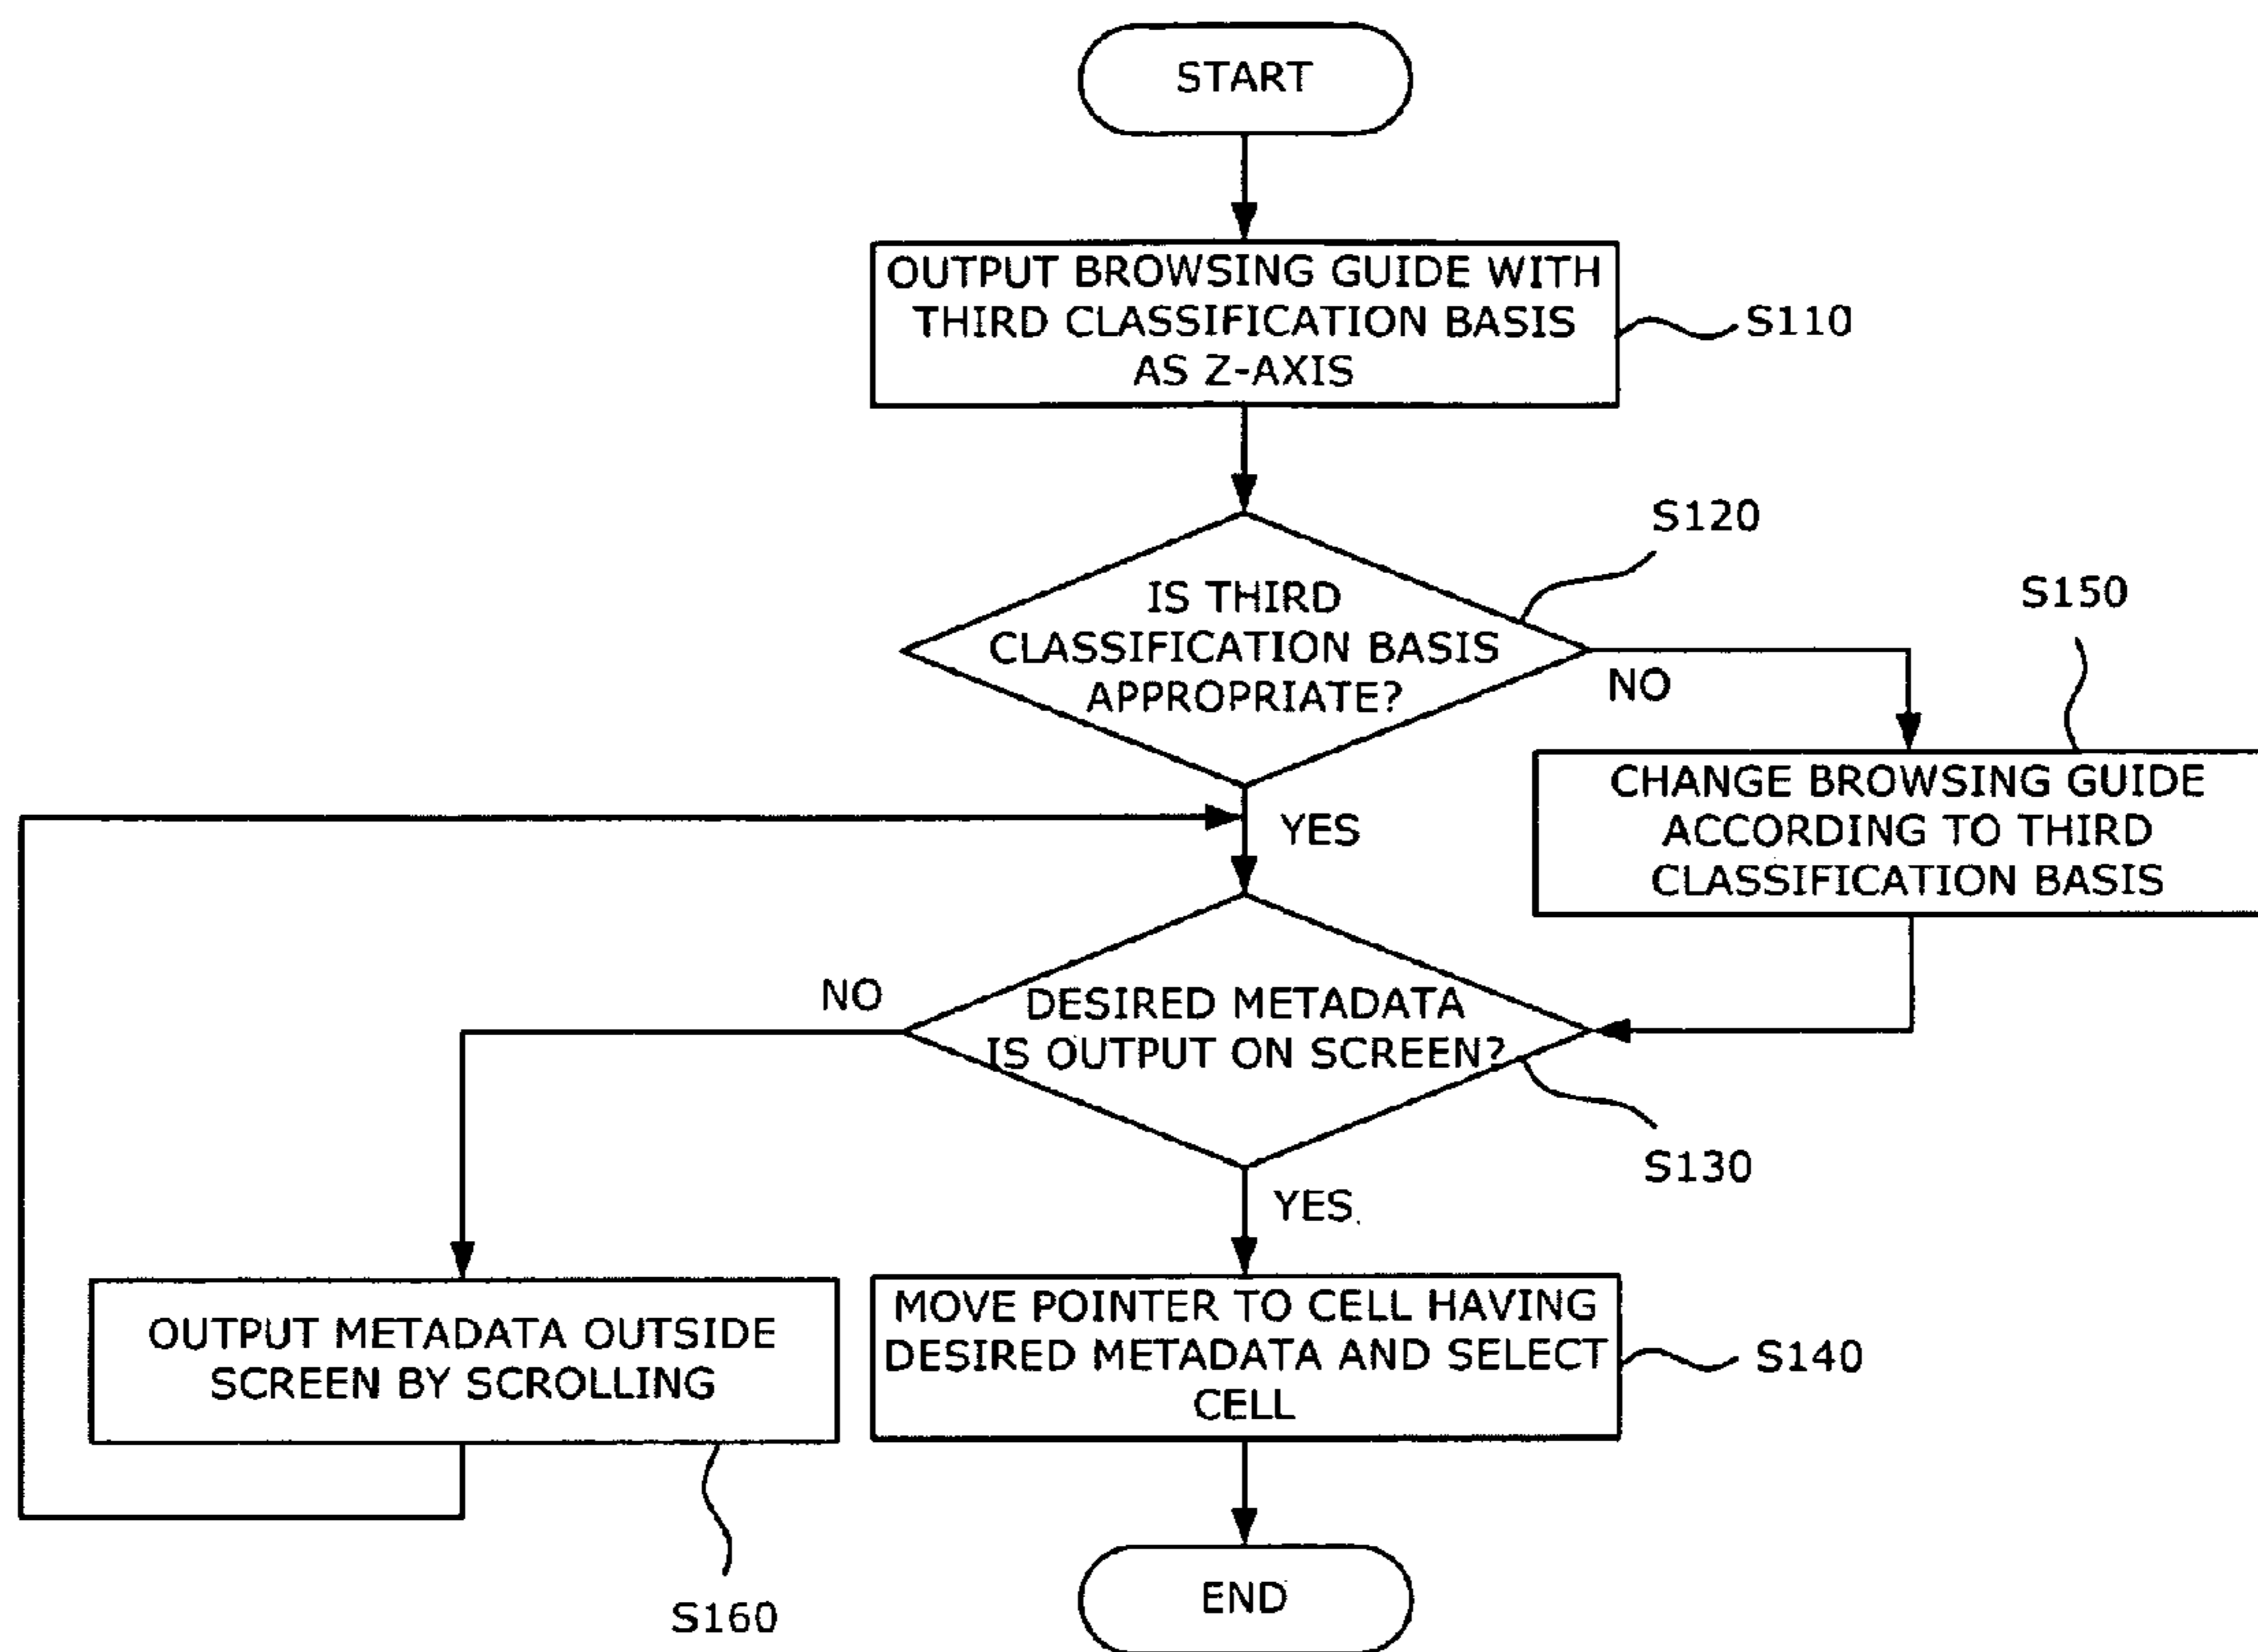 START
OUTPUT BROWSING GUIDE WITH
THIRD CLASSIFICATION BASIS
AS Z-AXIS
S110
S120
IS THIRD
CLASSIFICATION BASIS
APPROPRIATE?
NO
S150
CHANGE BROWSING GUIDE
ACCORDING TO THIRD
CLASSIFICATION BASIS
YES
NO
DESIRED METADATA
IS OUTPUT ON SCREEN?
S130
YES
OUTPUT METADATA OUTSIDE
SCREEN BY SCROLLING
S160
MOVE POINTER TO CELL HAVING
DESIRED METADATA AND SELECT
CELL
S140
END